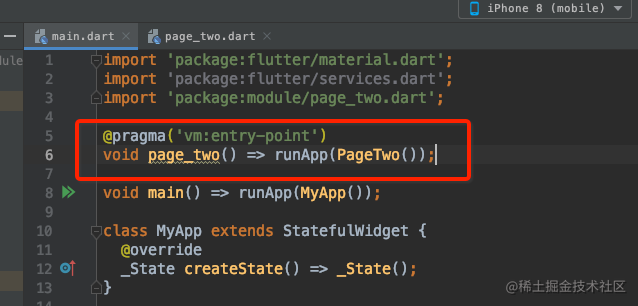 iPhone 8 (mobile)
main.dart
page_two.dart
1 import 'package:flutter/material.dart';
2 import 'package:flutter/services.dart';
3 import 'package:module/page_two.dart';
4
5 @pragma('vm:entry-point')
6 void page_two() => runApp(PageTwo());
7
8 void main() => runApp(MyApp());
9
10 class MyApp extends StatefulWidget {
11 @override
12 _State createState() => _State();
13 }
@稀土掘金技术社区